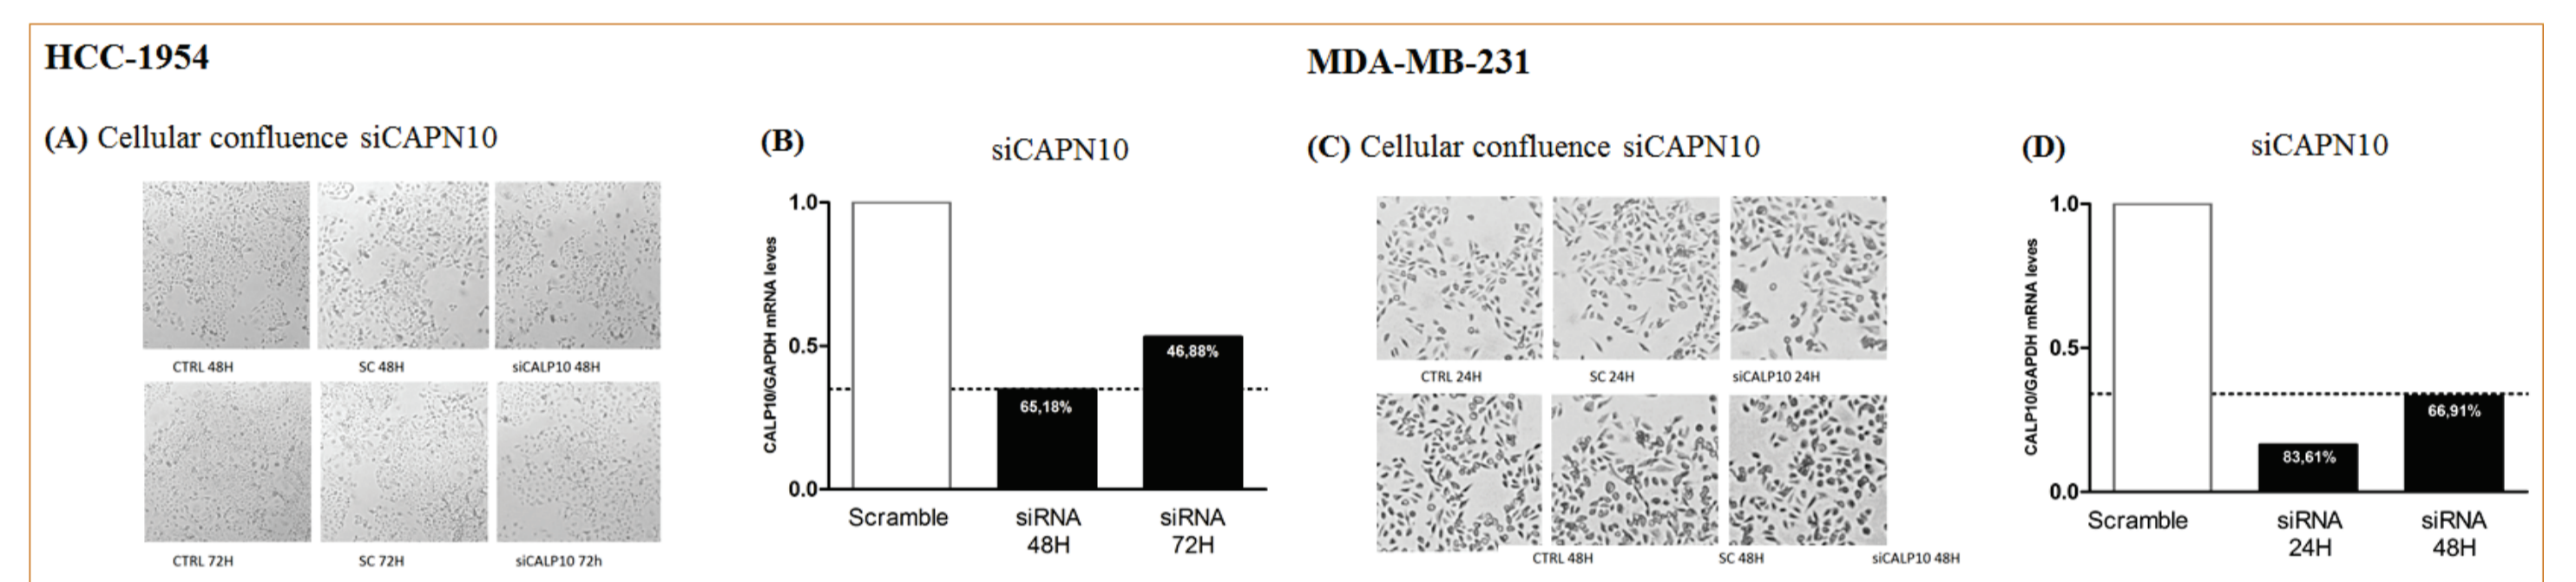 HCC-1954
(A) Cellular confluence siCAPN10
CTRL 48H
SC 48H
siCALP10 48H
CTRL 72H
SC 72H
siCALP10 72h
(B)
siCAPN10
CALP10/GAPDH mRNA leves
1.0
0.5
0.0
65,18%
46,88%
Scramble
siRNA
48H
siRNA
72H
MDA-MB-231
(C) Cellular confluence siCAPN10
CTRL 24H
SC 24H
siCALP10 24H
CTRL 48H
SC 48H
siCALP10 48H
(D)
siCAPN10
CALP10/GAPDH mRNA leves
1.0
0.5
0.0
83,61%
66,91%
Scramble
siRNA
24H
siRNA
48H